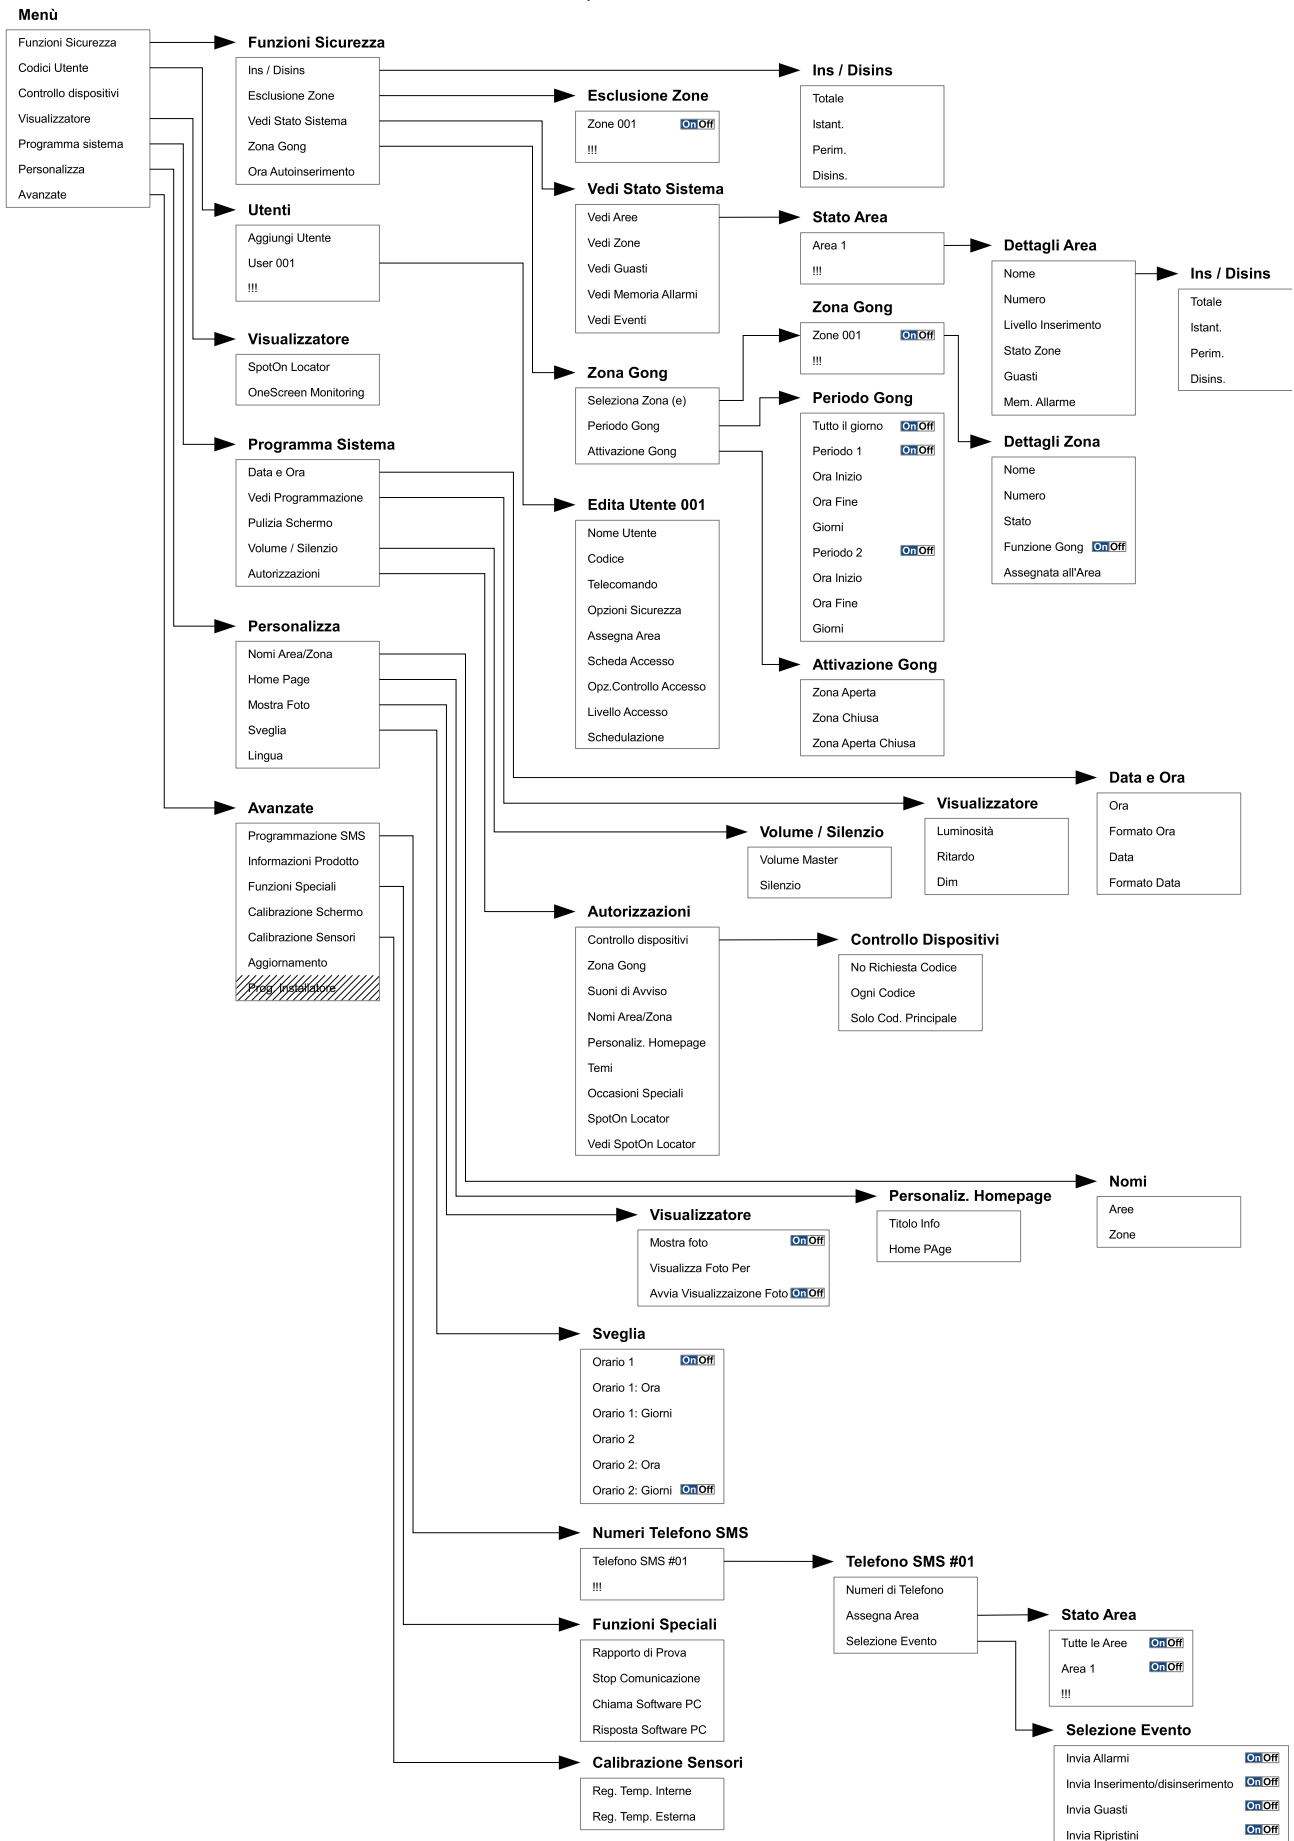 Menù
Funzioni Sicurezza
Codici Utente
Controllo dispositivi
Visualizzatore
Programma sistema
Personalizza
Avanzate
Funzioni Sicurezza
Ins / Disins
Esclusione Zone
Vedi Stato Sistema
Zona Gong
Ora Autoinserimento
Ins / Disins
Totale
Istant.
Perim.
Disins.
Esclusione Zone
Zone 001 On Off
!!!
Vedi Stato Sistema
Vedi Aree
Vedi Zone
Vedi Guasti
Vedi Memoria Allarmi
Vedi Eventi
Stato Area
Area 1
!!!
Dettagli Area
Nome
Numero
Livello Inserimento
Stato Zone
Guasti
Mem. Allarme
Ins / Disins
Totale
Istant.
Perim.
Disins.
Utenti
Aggiungi Utente
User 001
!!!
Visualizzatore
SpotOn Locator
OneScreen Monitoring
Zona Gong
Seleziona Zona (e)
Periodo Gong
Attivazione Gong
Zona Gong
Zone 001 On Off
!!!
Periodo Gong
Tutto il giorno On Off
Periodo 1 On Off
Ora Inizio
Ora Fine
Giorni
Periodo 2 On Off
Ora Inizio
Ora Fine
Giorni
Dettagli Zona
Nome
Numero
Stato
Funzione Gong On Off
Assegnata all'Area
Attivazione Gong
Zona Aperta
Zona Chiusa
Zona Aperta Chiusa
Programma Sistema
Data e Ora
Vedi Programmazione
Pulizia Schermo
Volume / Silenzio
Autorizzazioni
Edita Utente 001
Nome Utente
Codice
Telecomando
Opzioni Sicurezza
Assegna Area
Scheda Accesso
Opz.Controllo Accesso
Livello Accesso
Schedulazione
Personalizza
Nomi Area/Zona
Home Page
Mostra Foto
Sveglia
Lingua
Data e Ora
Ora
Formato Ora
Data
Formato Data
Visualizzatore
Luminosità
Ritardo
Dim
Volume / Silenzio
Volume Master
Silenzio
Avanzate
Programmazione SMS
Informazioni Prodotto
Funzioni Speciali
Calibrazione Schermo
Calibrazione Sensori
Aggiornamento
Prog. Installatore
Autorizzazioni
Controllo dispositivi
Zona Gong
Suoni di Avviso
Nomi Area/Zona
Personaliz. Homepage
Temi
Occasioni Speciali
SpotOn Locator
Vedi SpotOn Locator
Controllo Dispositivi
No Richiesta Codice
Ogni Codice
Solo Cod. Principale
Nomi
Aree
Zone
Personaliz. Homepage
Titolo Info
Home PAge
Visualizzatore
Mostra foto On Off
Visualizza Foto Per
Avvia Visualizzaizone Foto On Off
Sveglia
Orario 1 On Off
Orario 1: Ora
Orario 1: Giorni
Orario 2
Orario 2: Ora
Orario 2: Giorni On Off
Numeri Telefono SMS
Telefono SMS #01
!!!
Telefono SMS #01
Numeri di Telefono
Assegna Area
Selezione Evento
Stato Area
Tutte le Aree On Off
Area 1 On Off
!!!
Funzioni Speciali
Rapporto di Prova
Stop Comunicazione
Chiama Software PC
Risposta Software PC
Selezione Evento
Invia Allarmi On Off
Invia Inserimento/disinserimento On Off
Invia Guasti On Off
Invia Ripristini On Off
Calibrazione Sensori
Reg. Temp. Interne
Reg. Temp. Esterna